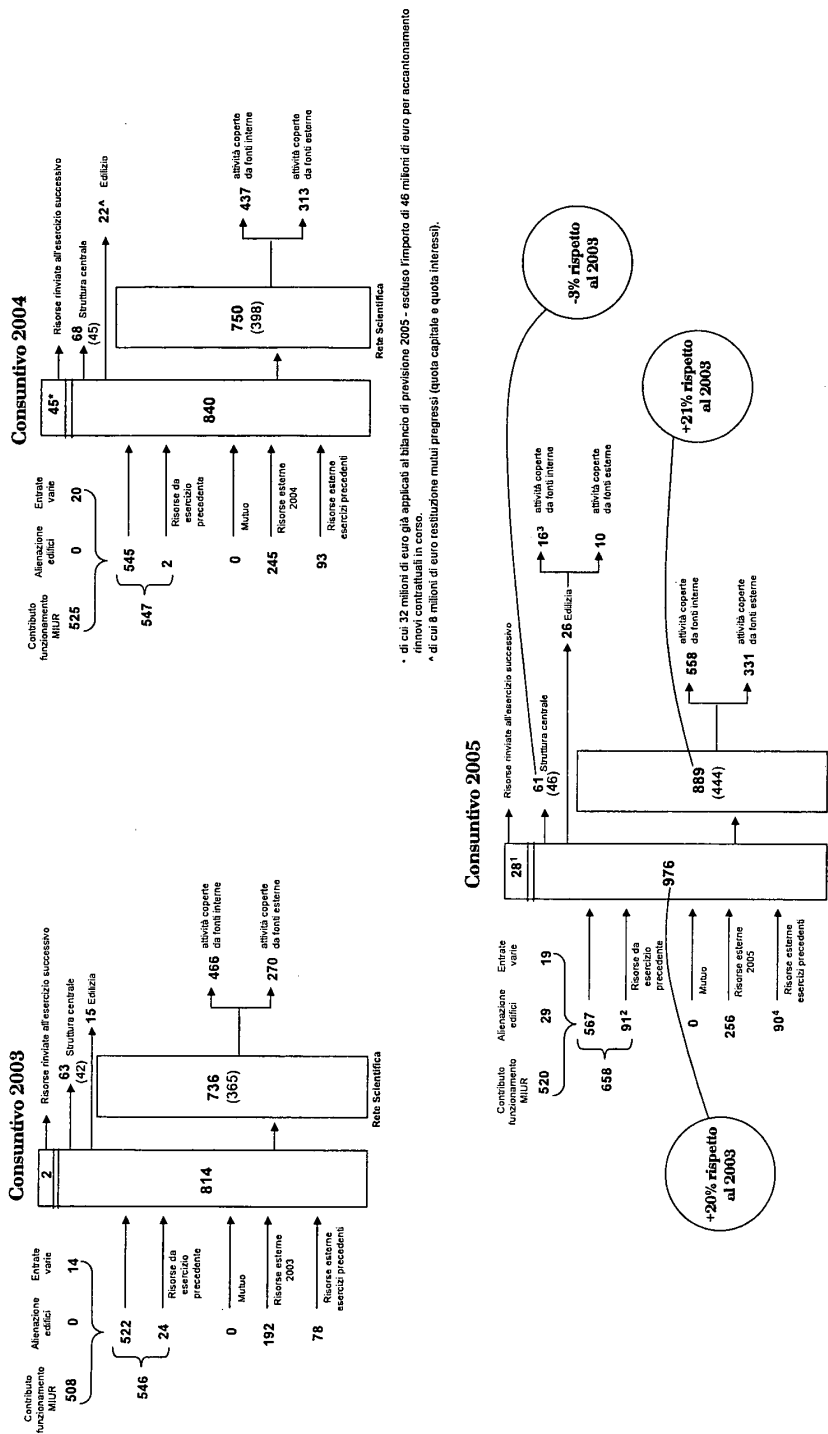 Consuntivo 2003
Contributo
funzionamento
MIUR
508
Alienazione
edifici
0
Entrate
varie
14
522
24
Risorse da
esercizio
precedente
546
0
Mutuo
192
Risorse esterne
2003
78
Risorse esterne
esercizi precedenti
2
814
Risorse rinviate all'esercizio successivo
63 Struttura centrale
(42)
15 Edilizia
736
(365)
Rete Scientifica
466 attività coperte
da fonti interne
270 attività coperte
da fonti esterne
Consuntivo 2004
Contributo
funzionamento
MIUR
525
Alienazione
edifici
0
Entrate
varie
20
545
2
Risorse da
esercizio
precedente
547
0
Mutuo
245
Risorse esterne
2004
93
Risorse esterne
esercizi precedenti
45*
840
Risorse rinviate all'esercizio successivo
68 Struttura centrale
(45)
22^ Edilizia
750
(398)
Rete Scientifica
437 attività coperte
da fonti interne
313 attività coperte
da fonti esterne
* di cui 32 milioni di euro già applicati al bilancio di previsione 2005 - escluso l'importo di 46 milioni di euro per accantonamento
rinnovi contrattuali in corso.
^ di cui 8 milioni di euro restituzione mutui pregressi (quota capitale e quota interessi).
Consuntivo 2005
Contributo
funzionamento
MIUR
520
Alienazione
edifici
29
Entrate
varie
19
567
91²
Risorse da
esercizio
precedente
658
0
Mutuo
256
Risorse esterne
2005
90⁴
Risorse esterne
esercizi precedenti
28¹
976
Risorse rinviate all'esercizio successivo
61 Struttura centrale
(46)
26 Edilizia
16³ attività coperte
da fonti interne
10 attività coperte
da fonti esterne
889
(444)
558 attività coperte
da fonti interne
331 attività coperte
da fonti esterne
+20% rispetto
al 2003
+21% rispetto
al 2003
-3% rispetto
al 2003